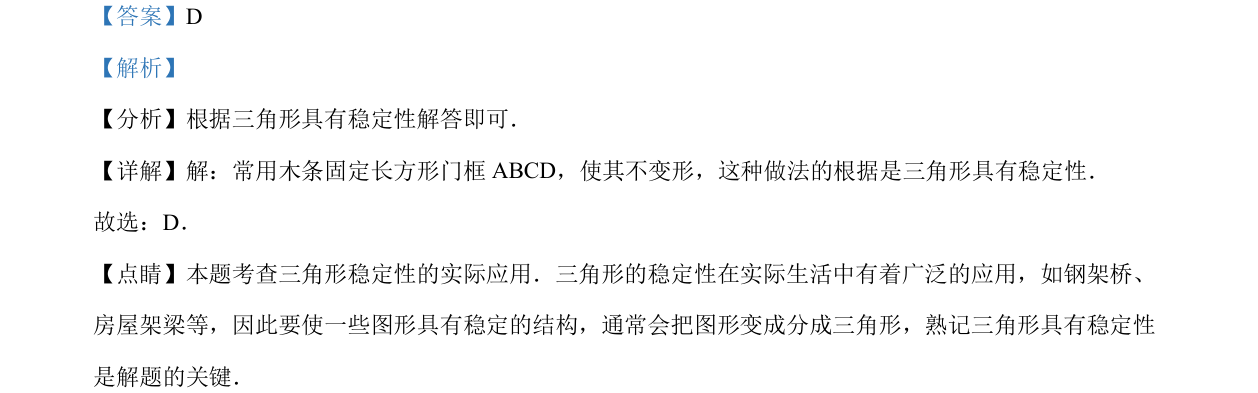 【答案】D
【解析】
【分析】根据三角形具有稳定性解答即可．
【详解】解：常用木条固定长方形门框 ABCD，使其不变形，这种做法的根据是三角形具有稳定性．
故选：D．
【点睛】本题考查三角形稳定性的实际应用．三角形的稳定性在实际生活中有着广泛的应用，如钢架桥、
房屋架梁等，因此要使一些图形具有稳定的结构，通常会把图形变成分成三角形，熟记三角形具有稳定性
是解题的关键．